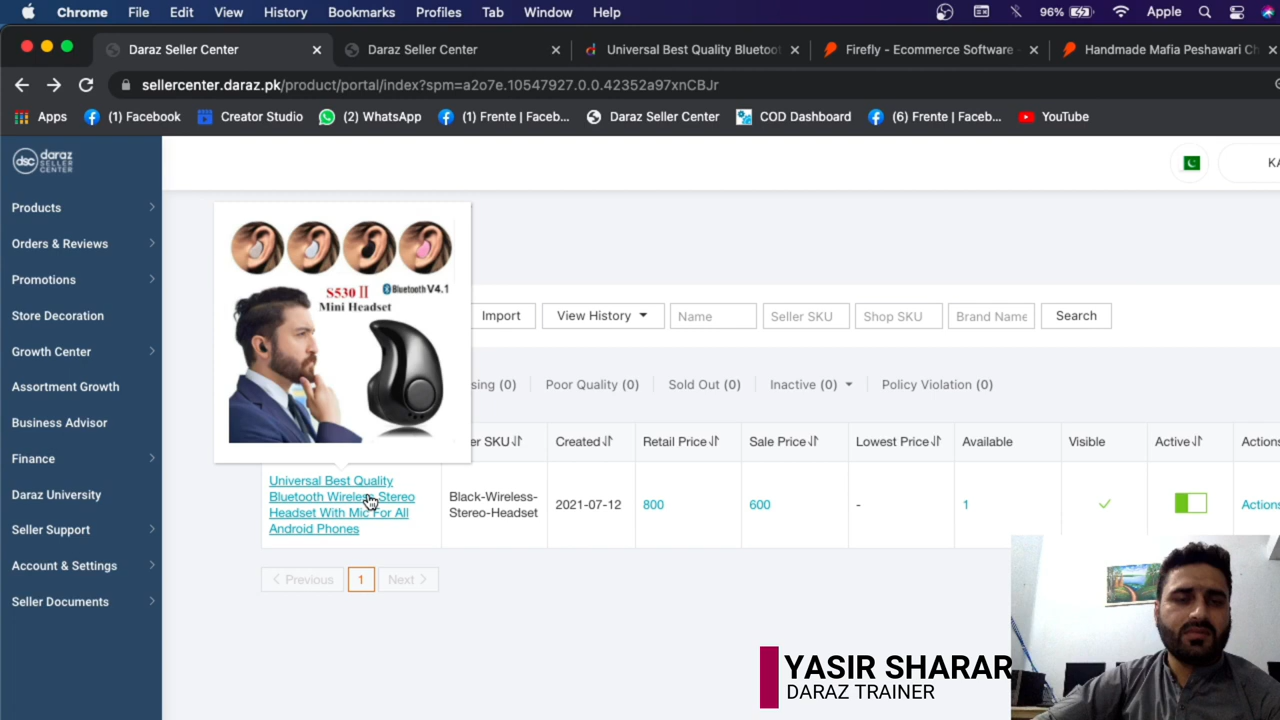 Chrome File Edit View History Bookmarks Profiles Tab Window Help 96% Apple
Daraz Seller Center Daraz Seller Center Universal Best Quality Bluetoo Firefly - Ecommerce Software - Handmade Mafia Peshawari Ch
sellercenter.daraz.pk/product/portal/index?spm=a2o7e.10547927.0.0.42352a97xnCBJr
Apps (1) Facebook Creator Studio (2) WhatsApp (1) Frente | Faceb... Daraz Seller Center COD Dashboard (6) Frente | Faceb... YouTube
dsc daraz
SELLER
CENTER
KA
Products
Orders & Reviews
Promotions
Store Decoration
Growth Center
Assortment Growth
Business Advisor
Finance
Daraz University
Seller Support
Account & Settings
Seller Documents
S530 II Bluetooth V4.1
Mini Headset
Import View History Name Seller SKU Shop SKU Brand Name Search
sing (0) Poor Quality (0) Sold Out (0) Inactive (0) Policy Violation (0)
er SKU Created Retail Price Sale Price Lowest Price Available Visible Active Actions
Universal Best Quality
Bluetooth Wireless Stereo
Headset With Mic For All
Android Phones
Black-Wireless-
Stereo-Headset
2021-07-12 800 600 - 1 Actions
Previous 1 Next
YASIR SHARAR
DARAZ TRAINER